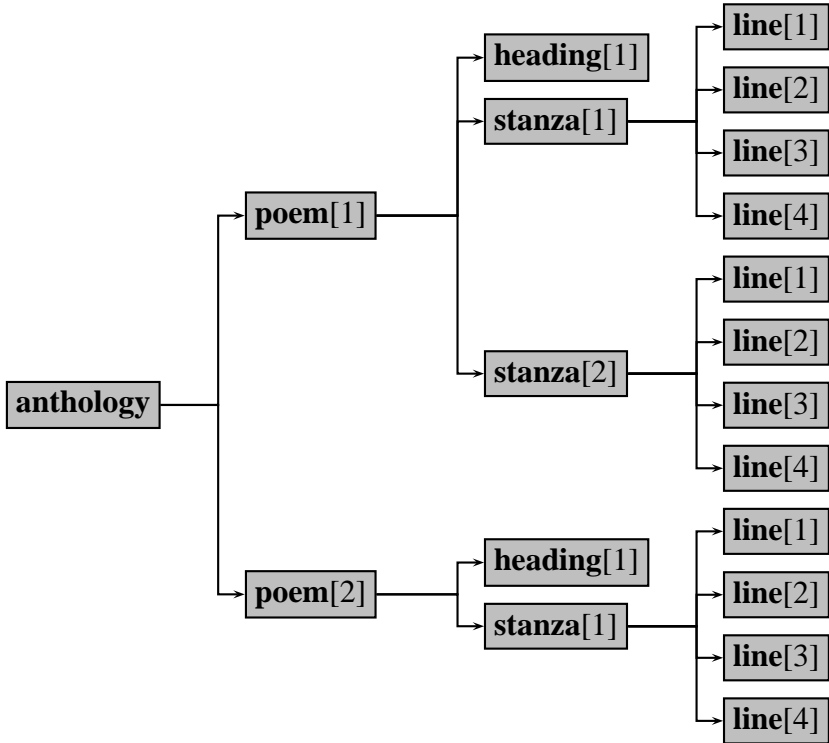 line[1]
heading[1]
line[2]
stanza[1]
line[3]
poem[1]
line[4]
line[1]
line[2]
stanza[2]
anthology
line[3]
line[4]
line[1]
heading[1]
poem[2]
line[2]
stanza[1]
line[3]
line[4]